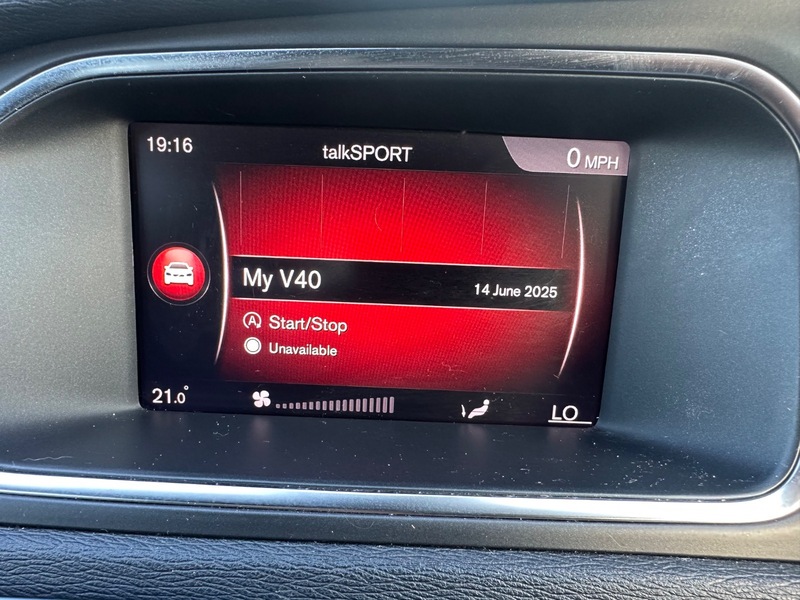 19:16
talkSPORT
0 MPH
My V40
14 June 2025
A Start/Stop
Unavailable
21.0°
LO